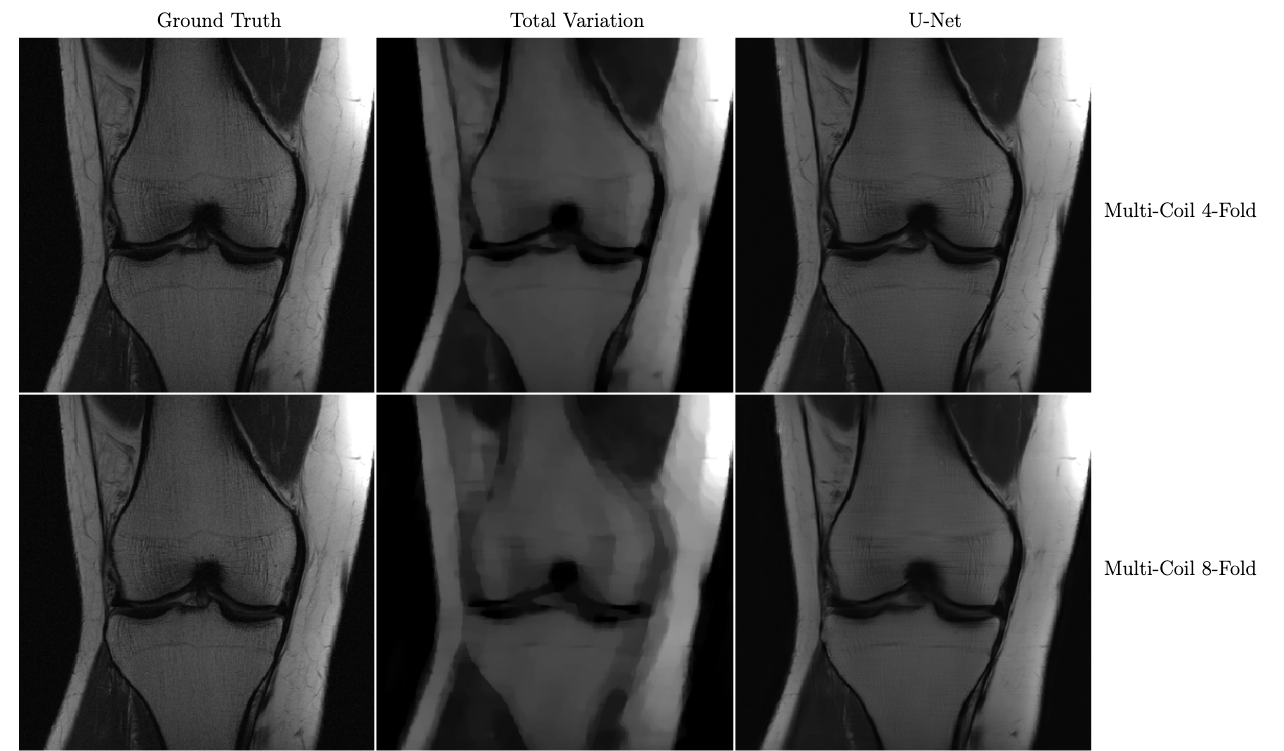 Ground Truth
Total Variation
U-Net
Multi-Coil 4-Fold
Multi-Coil 8-Fold